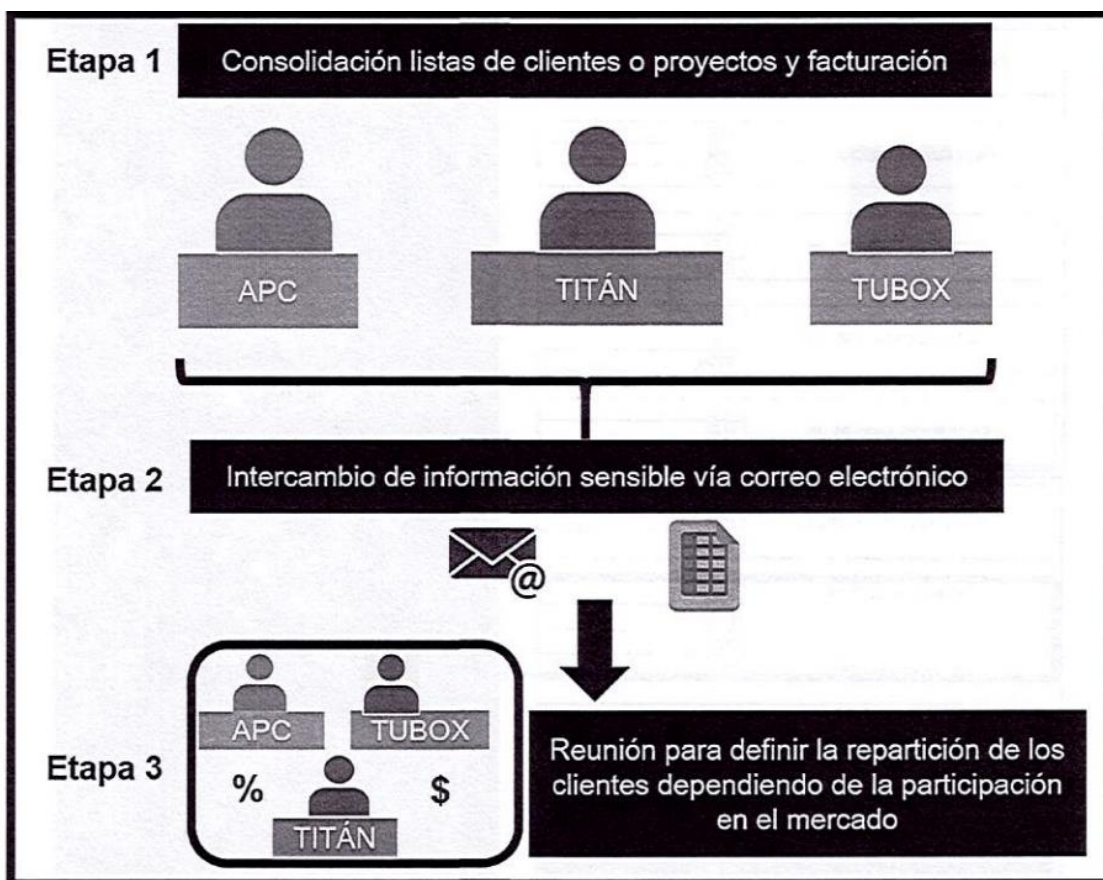 Etapa 1
Consolidación listas de clientes o proyectos y facturación
APC
TITÁN
TUBOX
Etapa 2
Intercambio de información sensible vía correo electrónico
@
APC
TUBOX
Etapa 3
%
$
TITÁN
Reunión para definir la repartición de los
clientes dependiendo de la participación
en el mercado